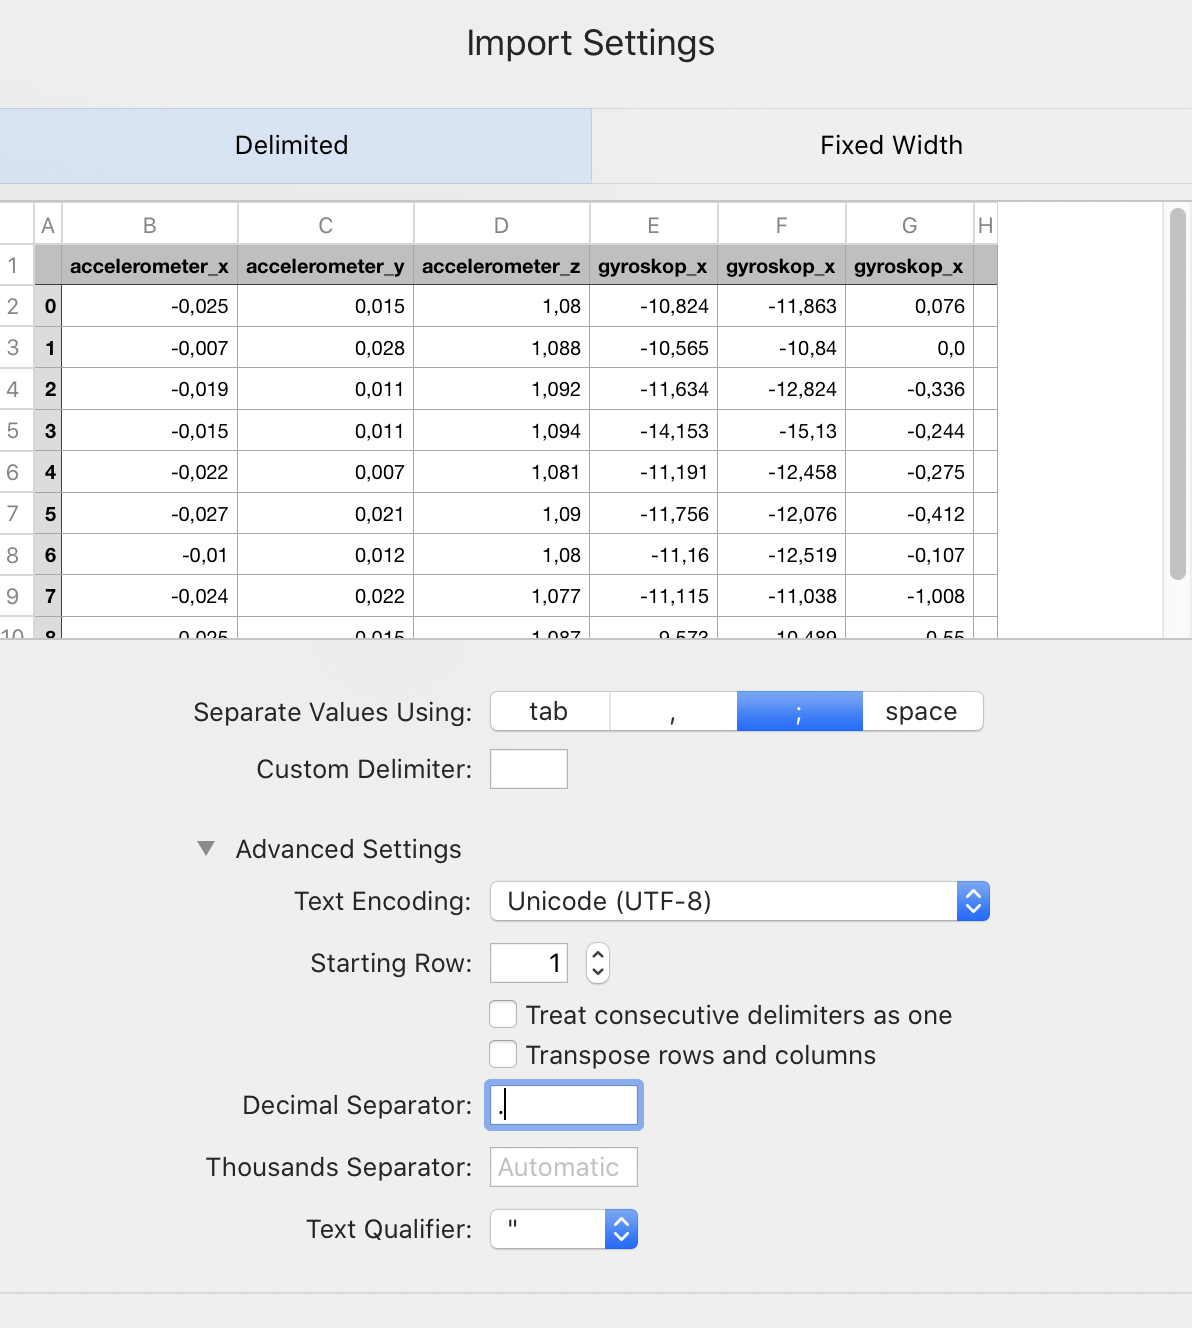 Import Settings
Delimited Fixed Width
A B C D E F G H
1 accelerometer_x accelerometer_y accelerometer_z gyroskop_x gyroskop_x gyroskop_x
2 0 -0,025 0,015 1,08 -10,824 -11,863 0,076
3 1 -0,007 0,028 1,088 -10,565 -10,84 0,0
4 2 -0,019 0,011 1,092 -11,634 -12,824 -0,336
5 3 -0,015 0,011 1,094 -14,153 -15,13 -0,244
6 4 -0,022 0,007 1,081 -11,191 -12,458 -0,275
7 5 -0,027 0,021 1,09 -11,756 -12,076 -0,412
8 6 -0,01 0,012 1,08 -11,16 -12,519 -0,107
9 7 -0,024 0,022 1,077 -11,115 -11,038 -1,008
10 8
Separate Values Using: tab , ; space
Custom Delimiter:
Advanced Settings
Text Encoding: Unicode (UTF-8)
Starting Row: 1
Treat consecutive delimiters as one
Transpose rows and columns
Decimal Separator: .
Thousands Separator: Automatic
Text Qualifier: "